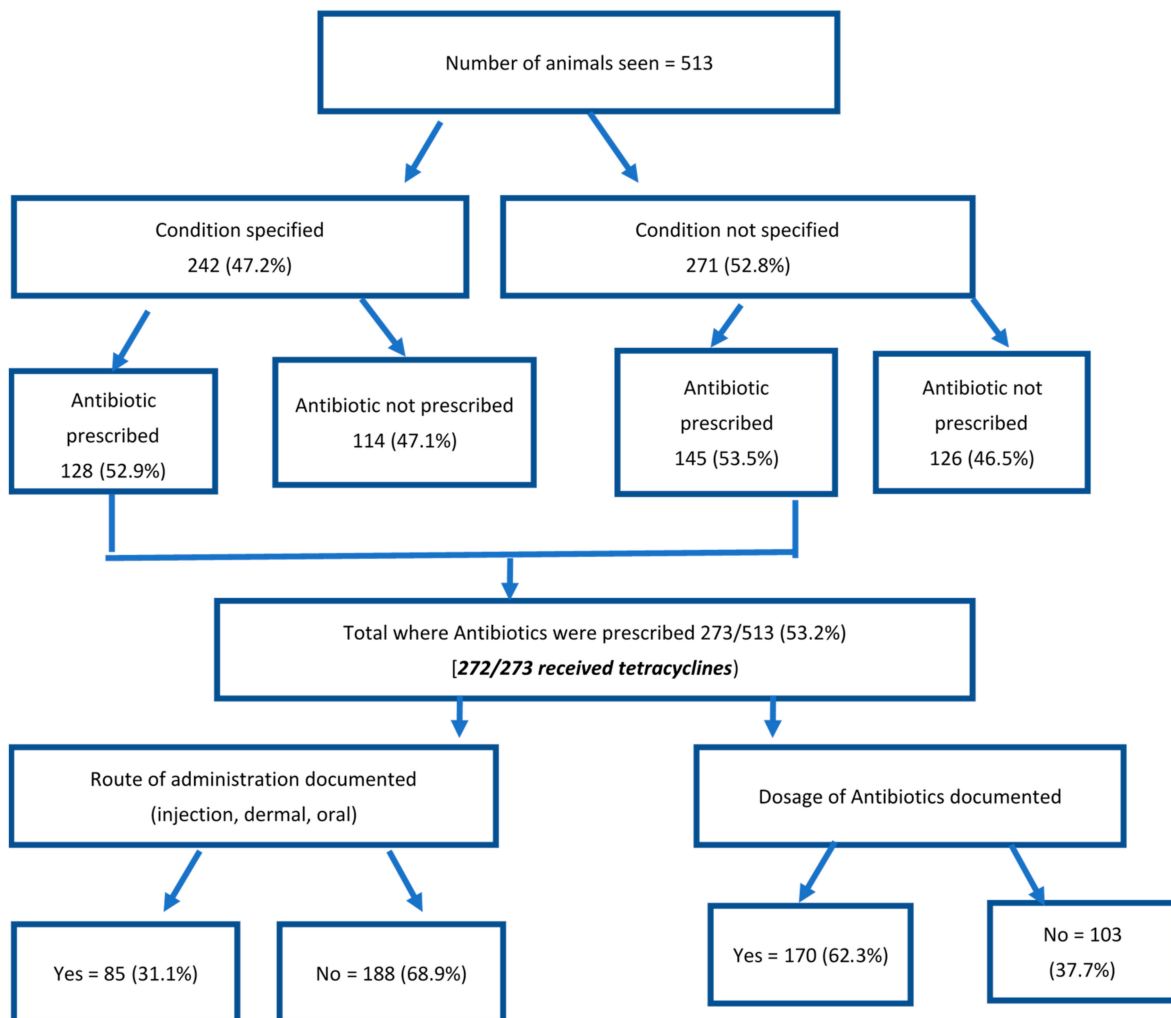 Number of animals seen = 513
Condition specified
242 (47.2%)
Condition not specified
271 (52.8%)
Antibiotic
prescribed
128 (52.9%)
Antibiotic not prescribed
114 (47.1%)
Antibiotic
prescribed
145 (53.5%)
Antibiotic not
prescribed
126 (46.5%)
Total where Antibiotics were prescribed 273/513 (53.2%)
[272/273 received tetracyclines)
Route of administration documented
(injection, dermal, oral)
Dosage of Antibiotics documented
Yes = 85 (31.1%)
No = 188 (68.9%)
Yes = 170 (62.3%)
No = 103
(37.7%)